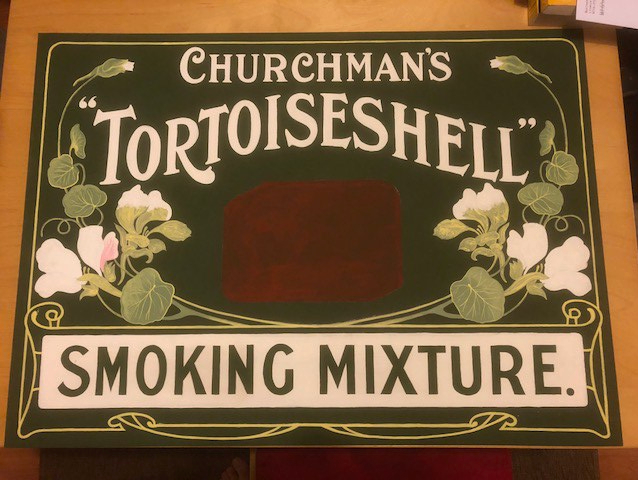 CHURCHMAN'S
"TORTOISESHELL"
SMOKING MIXTURE.